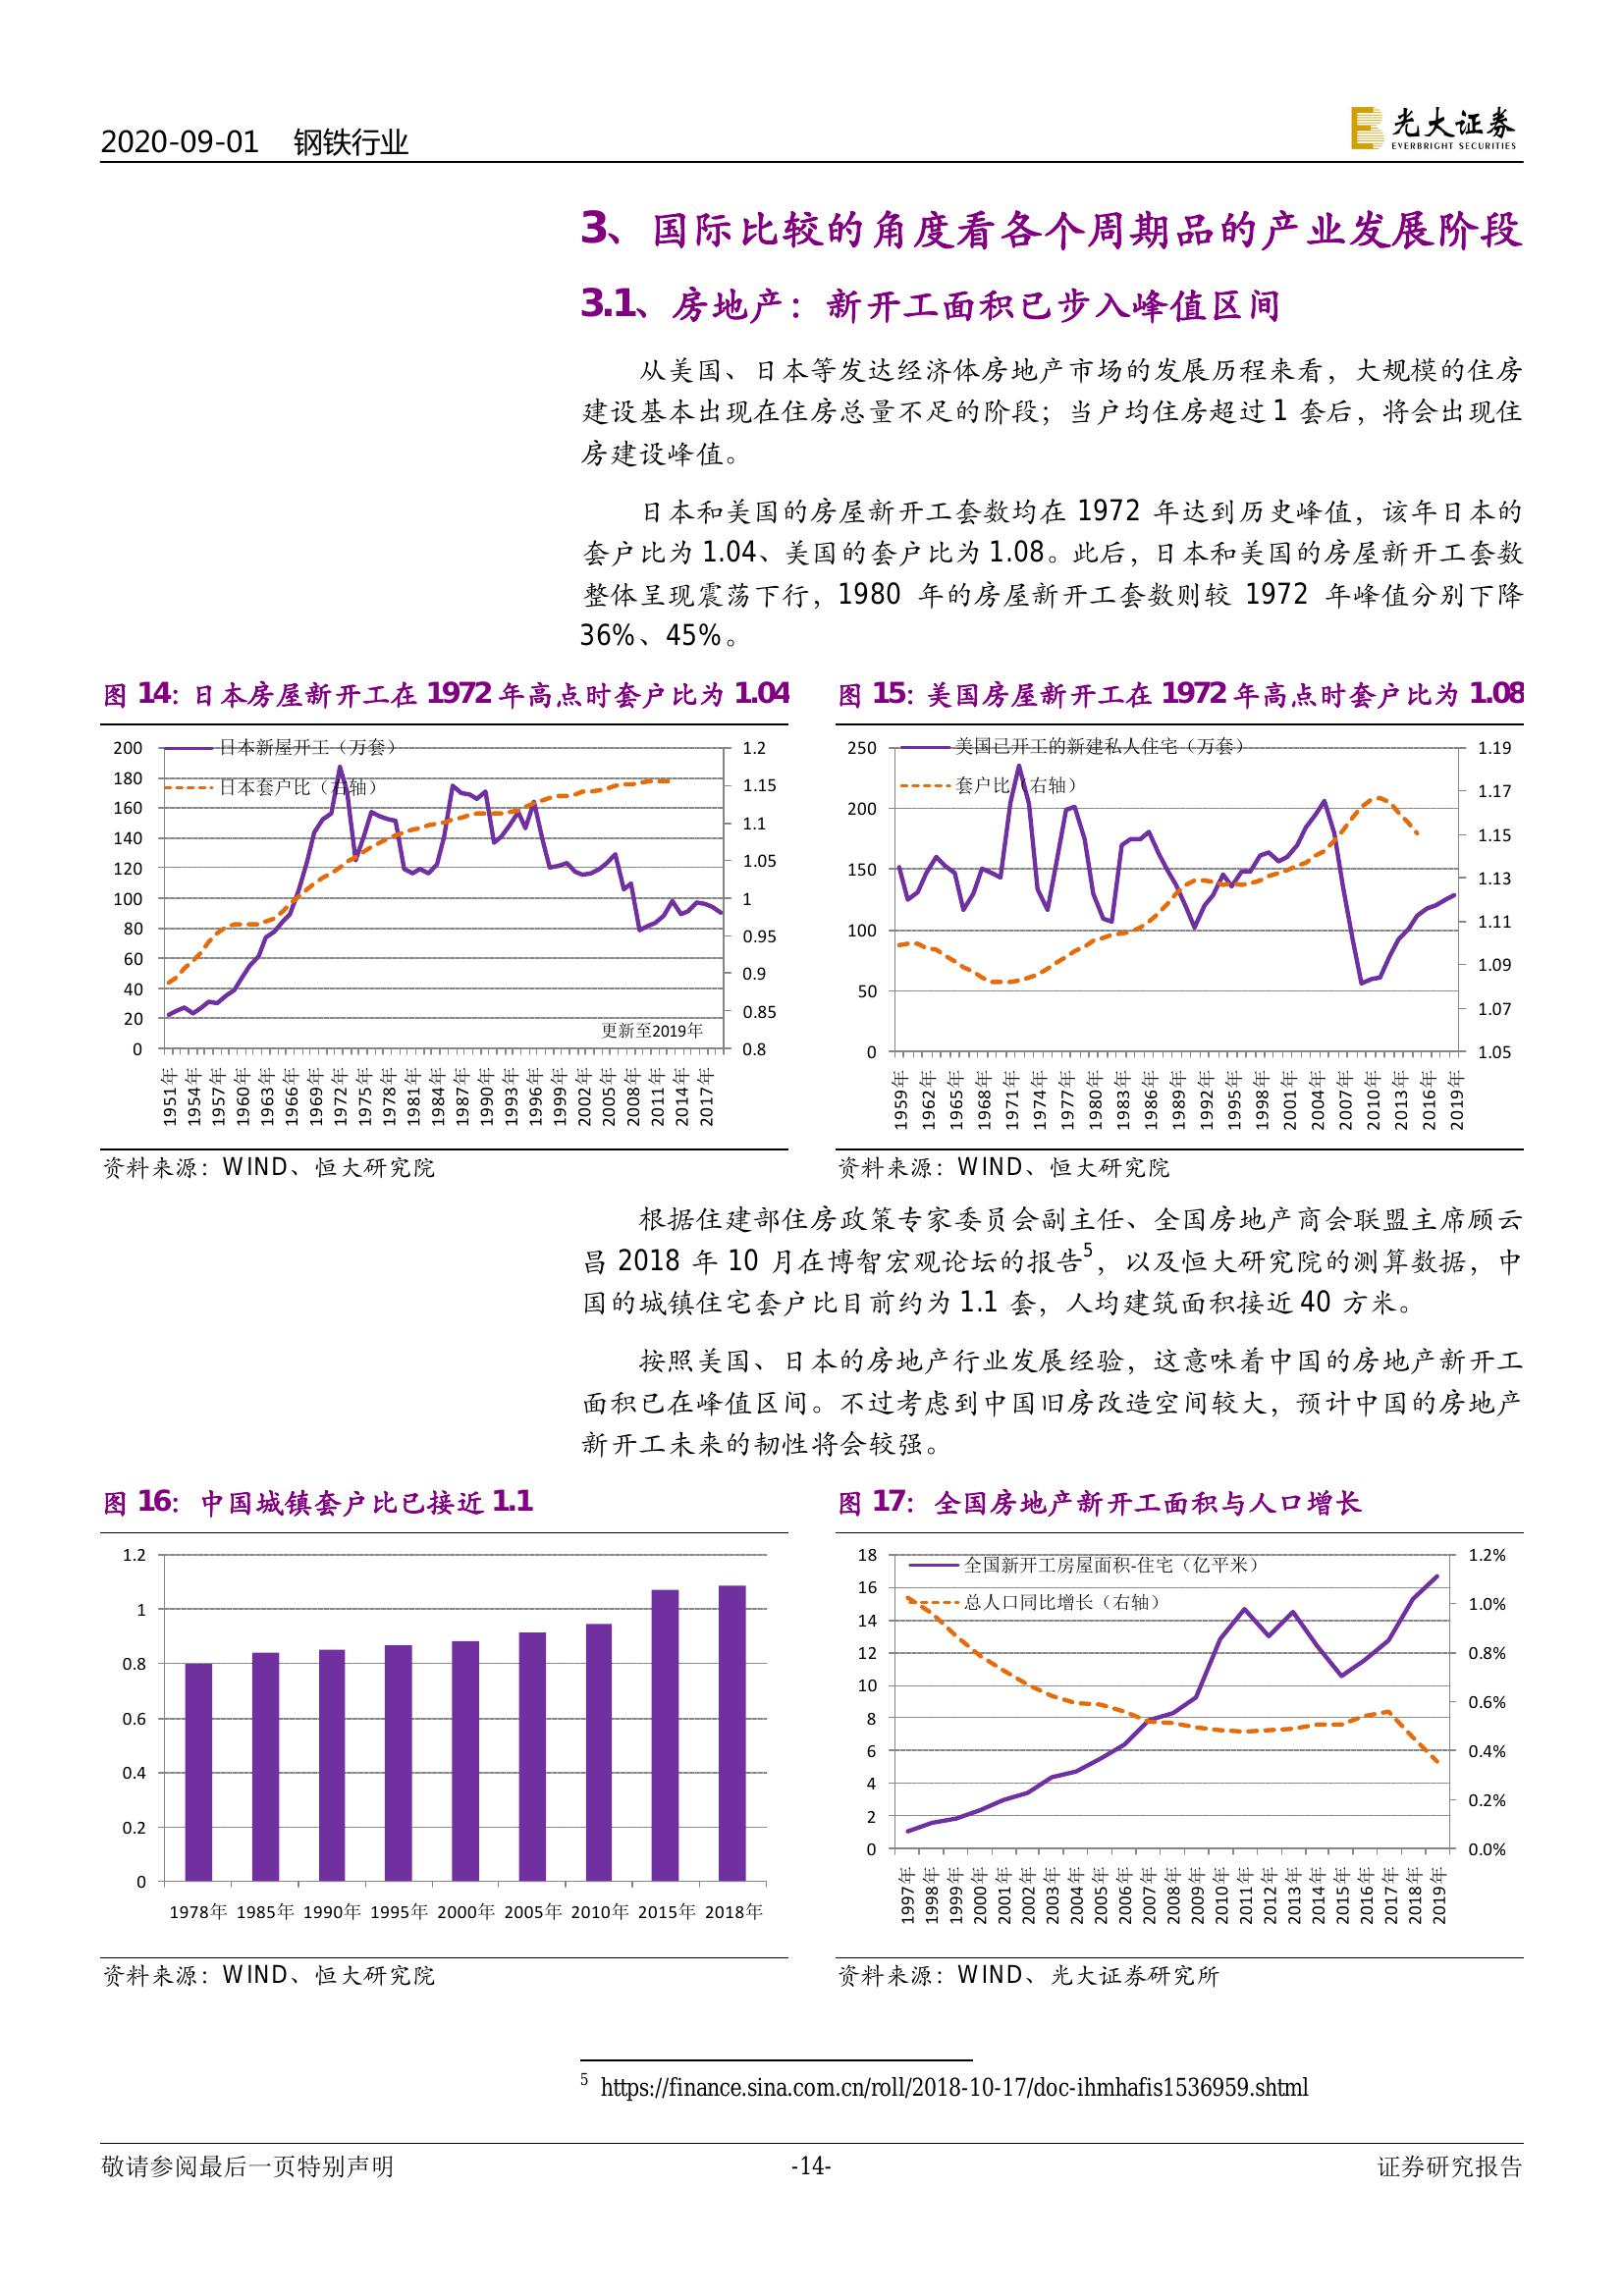 2020-09-01 钢铁行业
光大证券
EVERBRIGHT SECURITIES
3、国际比较的角度看各个周期品的产业发展阶段
3.1、房地产：新开工面积已步入峰值区间
从美国、日本等发达经济体房地产市场的发展历程来看，大规模的住房
建设基本出现在住房总量不足的阶段；当户均住房超过 1 套后，将会出现住
房建设峰值。
日本和美国的房屋新开工套数均在 1972 年达到历史峰值，该年日本的
套户比为 1.04、美国的套户比为 1.08。此后，日本和美国的房屋新开工套数
整体呈现震荡下行，1980 年的房屋新开工套数则较 1972 年峰值分别下降
36%、45%。
图 14：日本房屋新开工在 1972 年高点时套户比为 1.04
日本新屋开工（万套）
日本套户比（右轴）
200
180
160
140
120
100
80
60
40
20
0
1.2
1.15
1.1
1.05
1
0.95
0.9
0.85
0.8
更新至2019年
1951年
1954年
1957年
1960年
1963年
1966年
1969年
1972年
1975年
1978年
1981年
1984年
1987年
1990年
1993年
1996年
1999年
2002年
2005年
2008年
2011年
2014年
2017年
资料来源：WIND、恒大研究院
图 15：美国房屋新开工在 1972 年高点时套户比为 1.08
美国已开工的新建私人住宅（万套）
套户比（右轴）
250
200
150
100
50
0
1.19
1.17
1.15
1.13
1.11
1.09
1.07
1.05
1959年
1962年
1965年
1968年
1971年
1974年
1977年
1980年
1983年
1986年
1989年
1992年
1995年
1998年
2001年
2004年
2007年
2010年
2013年
2016年
2019年
资料来源：WIND、恒大研究院
根据住建部住房政策专家委员会副主任、全国房地产商会联盟主席顾云
昌 2018 年 10 月在博智宏观论坛的报告5，以及恒大研究院的测算数据，中
国的城镇住宅套户比目前约为 1.1 套，人均建筑面积接近 40 方米。
按照美国、日本的房地产行业发展经验，这意味着中国的房地产新开工
面积已在峰值区间。不过考虑到中国旧房改造空间较大，预计中国的房地产
新开工未来的韧性将会较强。
图 16：中国城镇套户比已接近 1.1
1.2
1
0.8
0.6
0.4
0.2
0
1978年 1985年 1990年 1995年 2000年 2005年 2010年 2015年 2018年
资料来源：WIND、恒大研究院
图 17：全国房地产新开工面积与人口增长
全国新开工房屋面积-住宅（亿平米）
总人口同比增长（右轴）
18
16
14
12
10
8
6
4
2
0
1.2%
1.0%
0.8%
0.6%
0.4%
0.2%
0.0%
1997年
1998年
1999年
2000年
2001年
2002年
2003年
2004年
2005年
2006年
2007年
2008年
2009年
2010年
2011年
2012年
2013年
2014年
2015年
2016年
2017年
2018年
2019年
资料来源：WIND、光大证券研究所
5 https://finance.sina.com.cn/roll/2018-10-17/doc-ihmhafis1536959.shtml
敬请参阅最后一页特别声明
-14-
证券研究报告